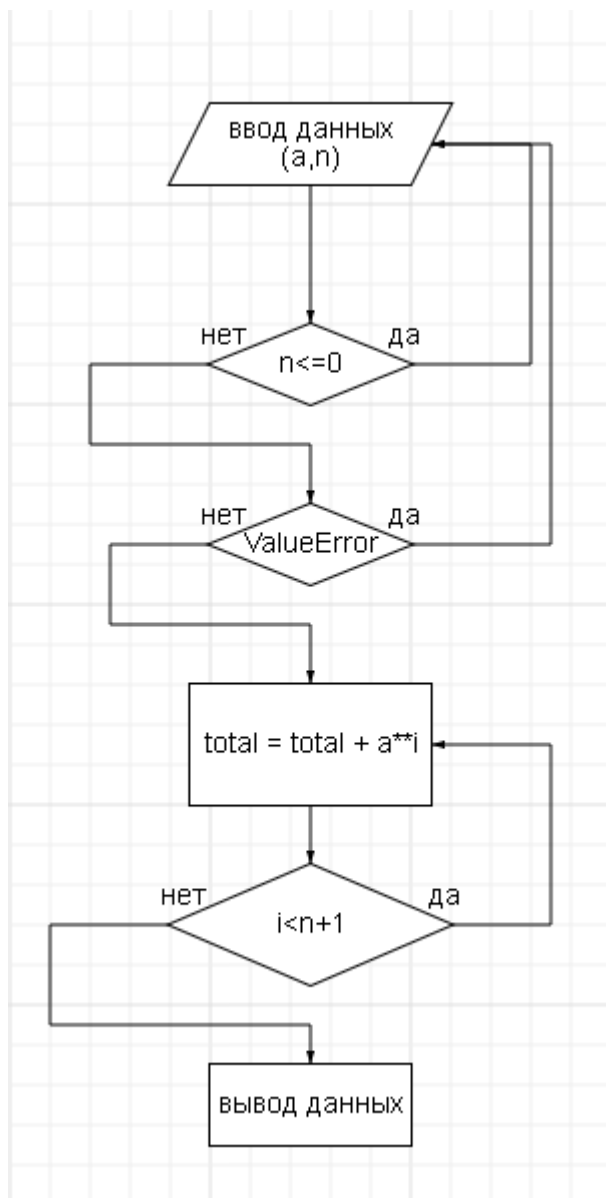 ввод данных
(a,n)
нет
да
n<=0
нет
да
ValueError
total = total + a**i
нет
да
i<n+1
вывод данных